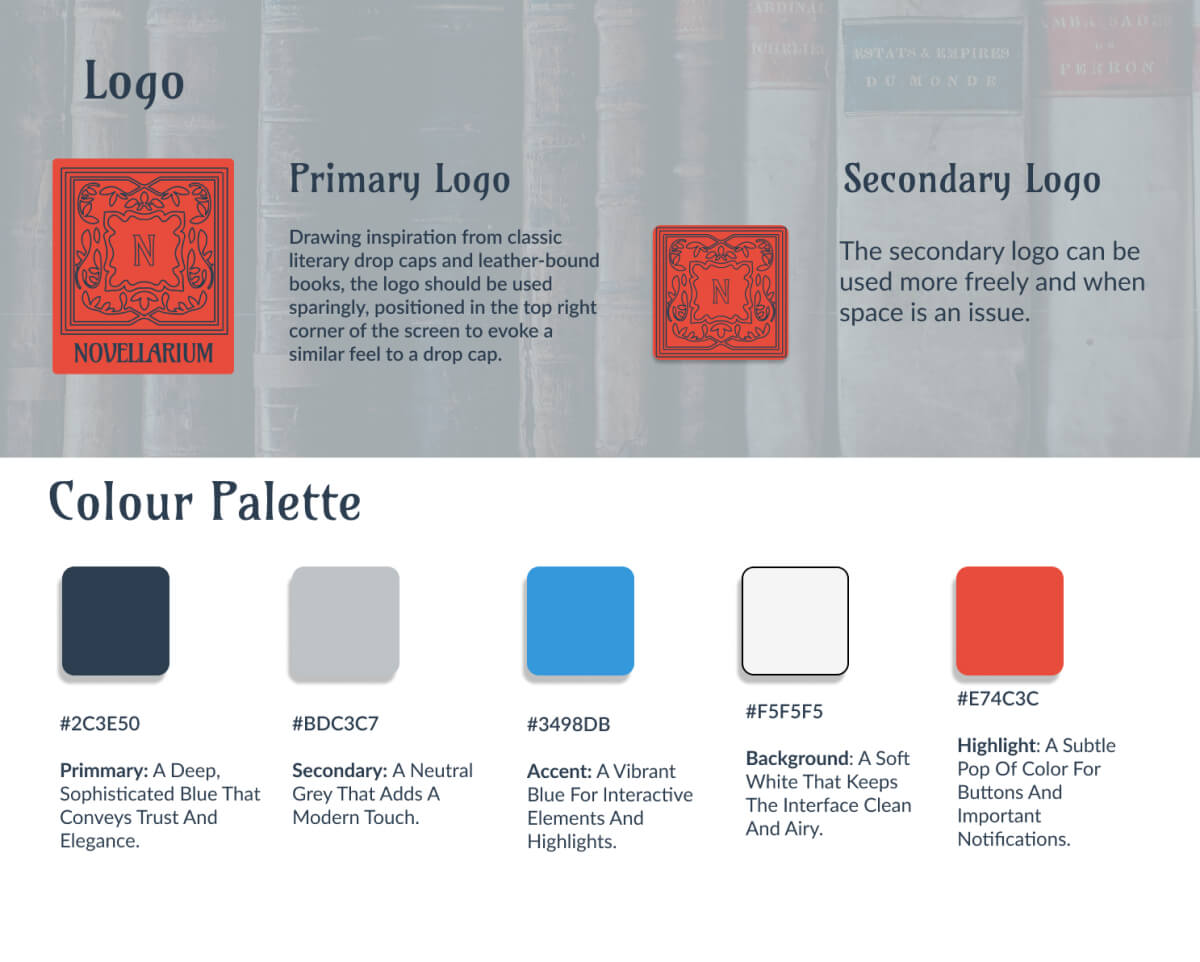 CARDINAL
ICHELIE
ESTATS & EMPIRES
DU MONDE
AMBASSADES
DU
PERRON
Logo
N
NOVELLARIUM
Primary Logo
Drawing inspiration from classic
literary drop caps and leather-bound
books, the logo should be used
sparingly, positioned in the top right
corner of the screen to evoke a
similar feel to a drop cap.
N
Secondary Logo
The secondary logo can be
used more freely and when
space is an issue.
Colour Palette
#2C3E50
Primmary: A Deep,
Sophisticated Blue That
Conveys Trust And
Elegance.
#BDC3C7
Secondary: A Neutral
Grey That Adds A
Modern Touch.
#3498DB
Accent: A Vibrant
Blue For Interactive
Elements And
Highlights.
#F5F5F5
Background: A Soft
White That Keeps
The Interface Clean
And Airy.
#E74C3C
Highlight: A Subtle
Pop Of Color For
Buttons And
Important
Notifications.